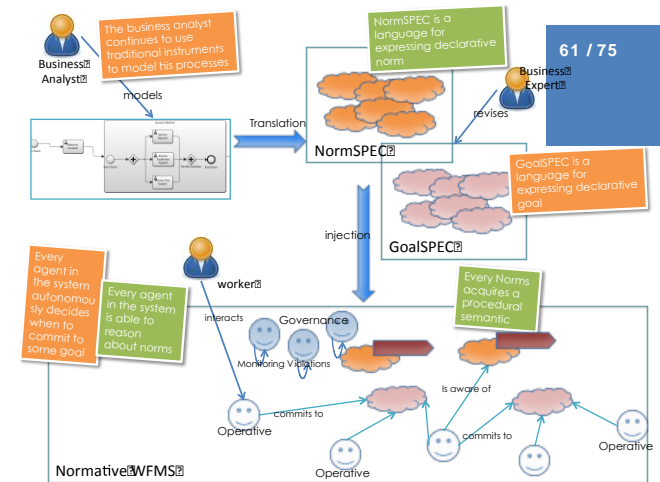 The business analyst
continues to use
traditional instruments
to model his processes
NormSPEC is a
language for
expressing declarative
norm
61 / 75
Business
Analyst
Business
Expert
models
revises
Translation
NormSPEC
GoalSPEC is a
language for
expressing declarative
goal
injection
GoalSPEC
Every
agent in
the system
autonomou
sly decides
when to
commit to
some goal
Every agent
in the system
is able to
reason
about norms
worker
Every Norms
acquires a
procedural
semantic
interacts
Governance
Monitoring Violations
Is aware of
commits to
Operative
commits to
Operative
Operative
Normative WFMS